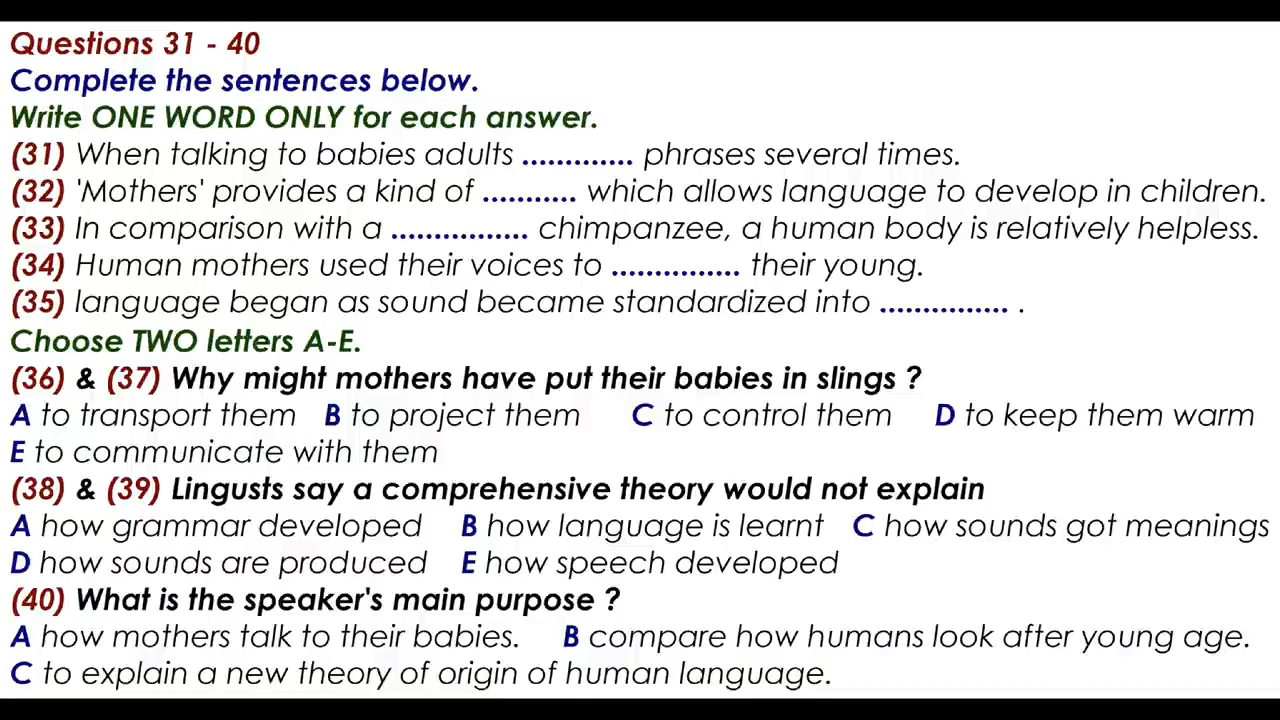 Questions 31 - 40
Complete the sentences below.
Write ONE WORD ONLY for each answer.
(31) When talking to babies adults ............. phrases several times.
(32) 'Mothers' provides a kind of ........... which allows language to develop in children.
(33) In comparison with a ................ chimpanzee, a human body is relatively helpless.
(34) Human mothers used their voices to ............... their young.
(35) language began as sound became standardized into ............... .
Choose TWO letters A-E.
(36) & (37) Why might mothers have put their babies in slings ?
A to transport them B to project them C to control them D to keep them warm
E to communicate with them
(38) & (39) Lingusts say a comprehensive theory would not explain
A how grammar developed B how language is learnt C how sounds got meanings
D how sounds are produced E how speech developed
(40) What is the speaker's main purpose ?
A how mothers talk to their babies. B compare how humans look after young age.
C to explain a new theory of origin of human language.